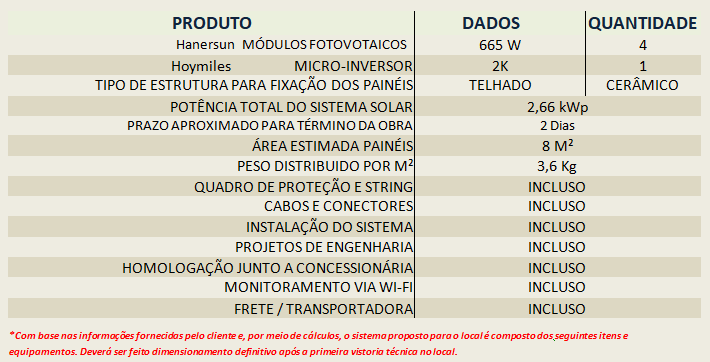 PRODUTO DADOS QUANTIDADE
Hanersun MÓDULOS FOTOVOTAICOS 665 W 4
Hoymiles MICRO-INVERSOR 2K 1
TIPO DE ESTRUTURA PARA FIXAÇÃO DOS PAINÉIS TELHADO CERÂMICO
POTÊNCIA TOTAL DO SISTEMA SOLAR 2,66 kWp
PRAZO APROXIMADO PARA TÉRMINO DA OBRA 2 Dias
ÁREA ESTIMADA PAINÉIS 8 M²
PESO DISTRIBUIDO POR M² 3,6 Kg
QUADRO DE PROTEÇÃO E STRING INCLUSO
CABOS E CONECTORES INCLUSO
INSTALAÇÃO DO SISTEMA INCLUSO
PROJETOS DE ENGENHARIA INCLUSO
HOMOLOGAÇÃO JUNTO A CONCESSIONÁRIA INCLUSO
MONITORAMENTO VIA WI-FI INCLUSO
FRETE / TRANSPORTADORA INCLUSO
*Com base nas informações fornecidas pelo cliente e, por meio de cálculos, o sistema proposto para o local é composto dos seguintes itens e
equipamentos. Deverá ser feito dimensionamento definitivo após a primeira vistoria técnica no local.